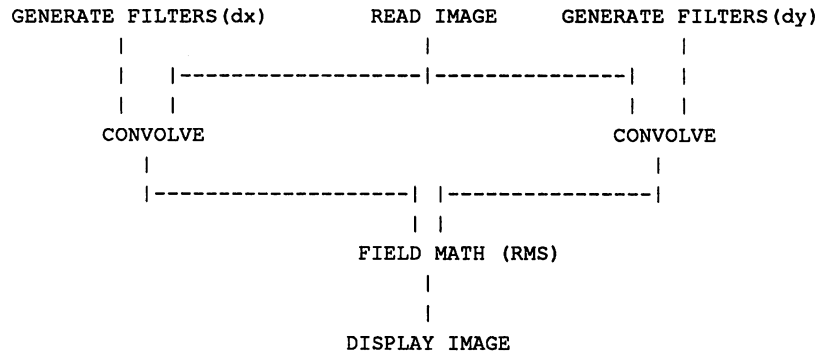 GENERATE FILTERS(dx) READ IMAGE GENERATE FILTERS(dy)
CONVOLVE CONVOLVE
FIELD MATH (RMS)
DISPLAY IMAGE